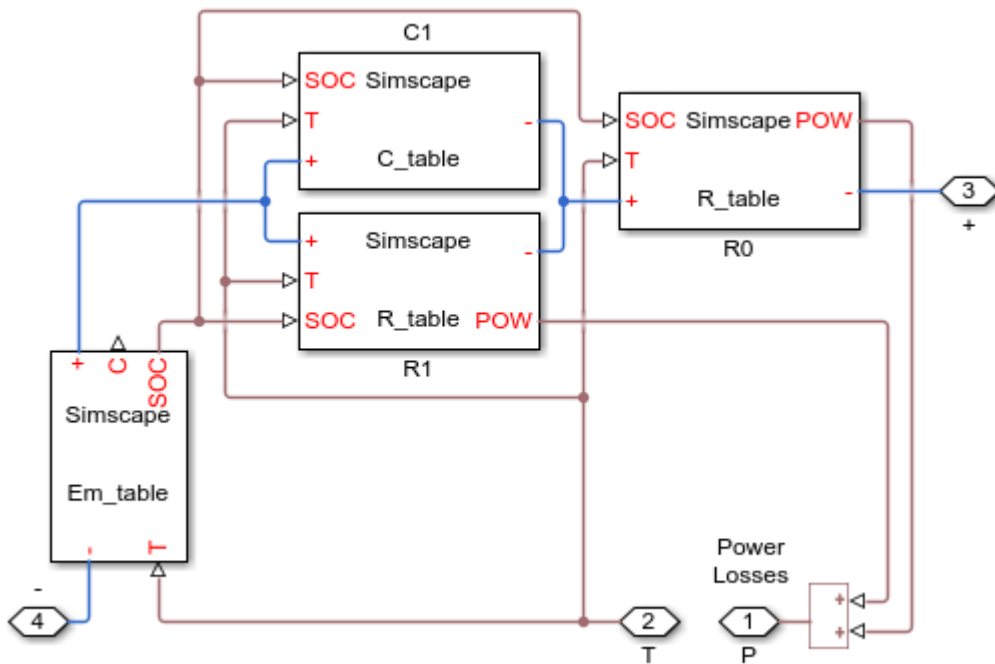 C1
SOC Simscape
T
+ C_table -
SOC Simscape POW
T
+ R_table -
R0
3
+
+ Simscape -
T
SOC R_table POW
R1
+ C SOC
Simscape
Em_table
- T
-
4
2
T
Power
Losses
+
+
1
P